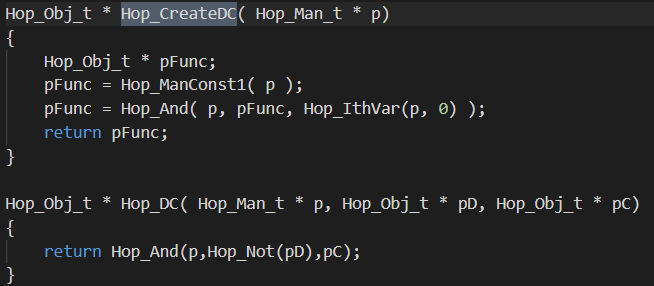 Hop_Obj_t * Hop_CreateDC( Hop_Man_t * p)
{
    Hop_Obj_t * pFunc;
    pFunc = Hop_ManConst1( p );
    pFunc = Hop_And( p, pFunc, Hop_IthVar(p, 0) );
    return pFunc;
}

Hop_Obj_t * Hop_DC( Hop_Man_t * p, Hop_Obj_t * pD, Hop_Obj_t * pC)
{
    return Hop_And(p,Hop_Not(pD),pC);
}